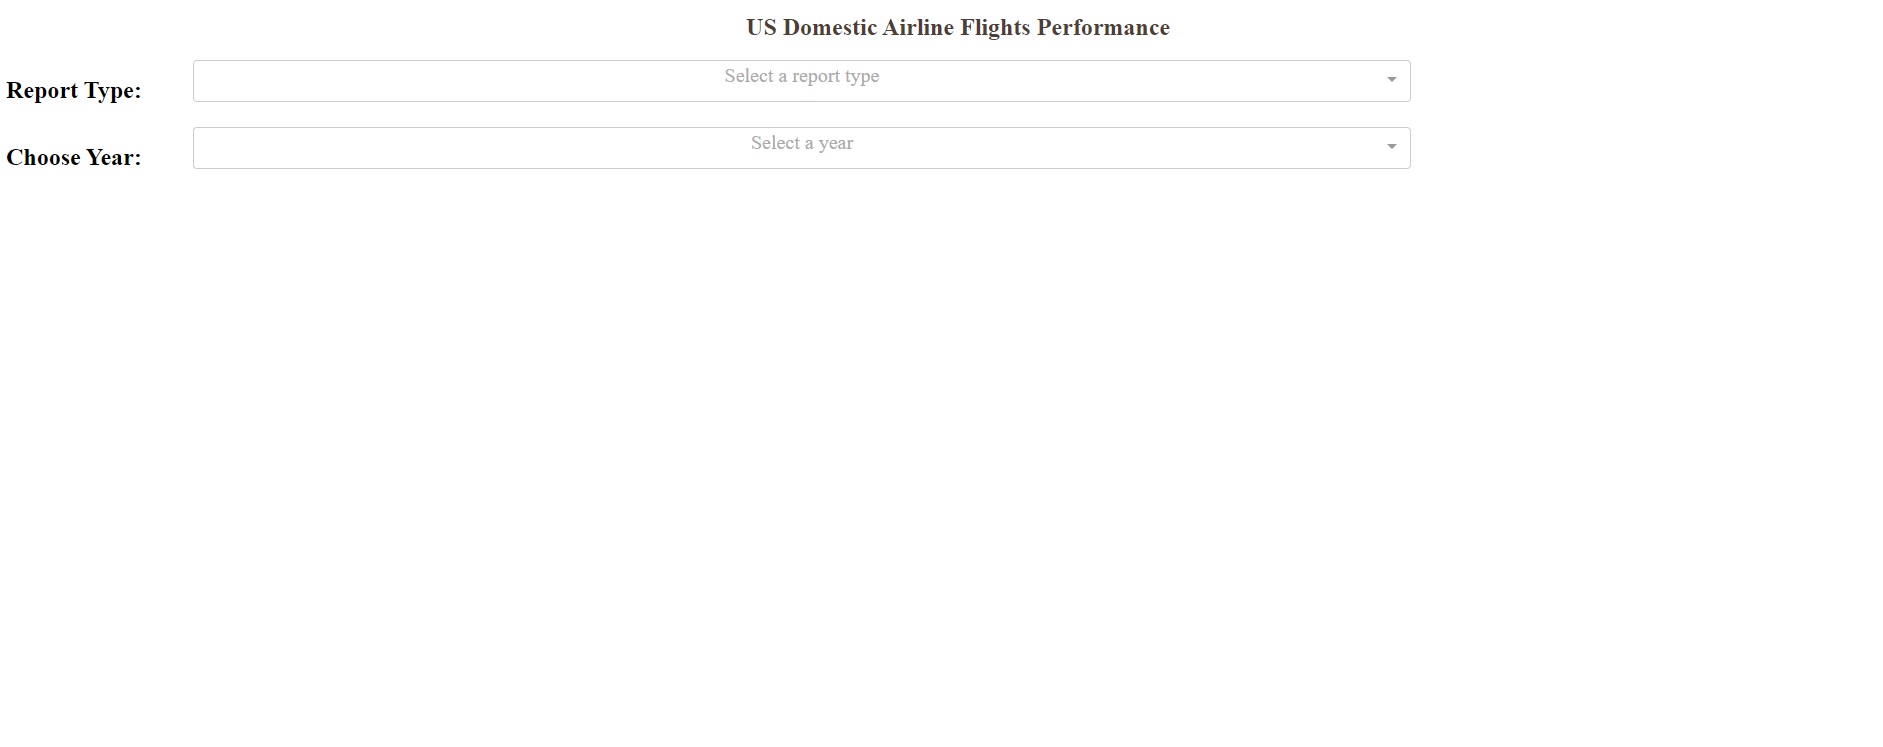 US Domestic Airline Flights Performance
Report Type:
Select a report type
Choose Year:
Select a year